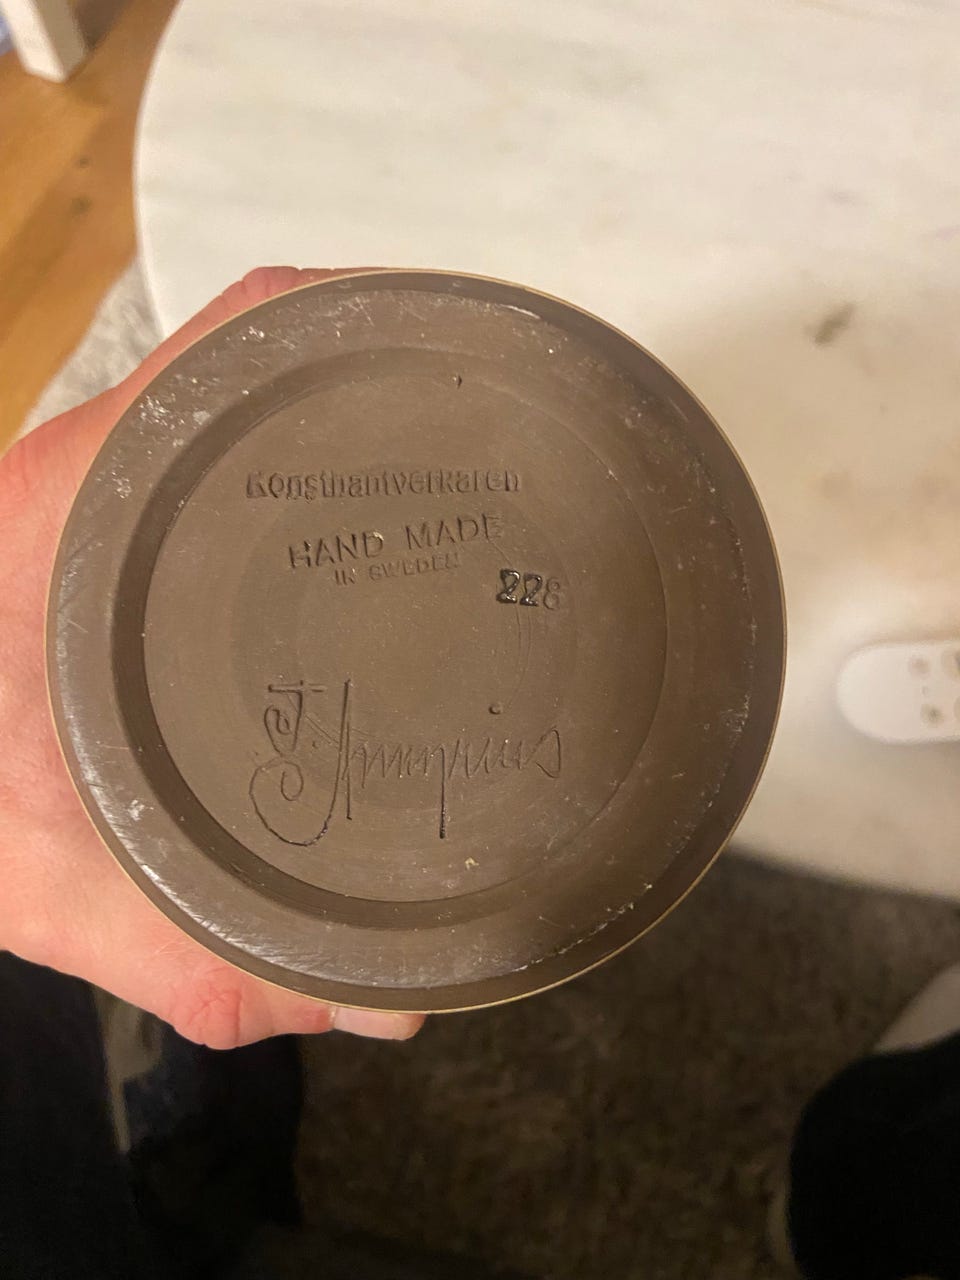 Konsthantverkaren
HAND MADE
IN SWEDEN
228